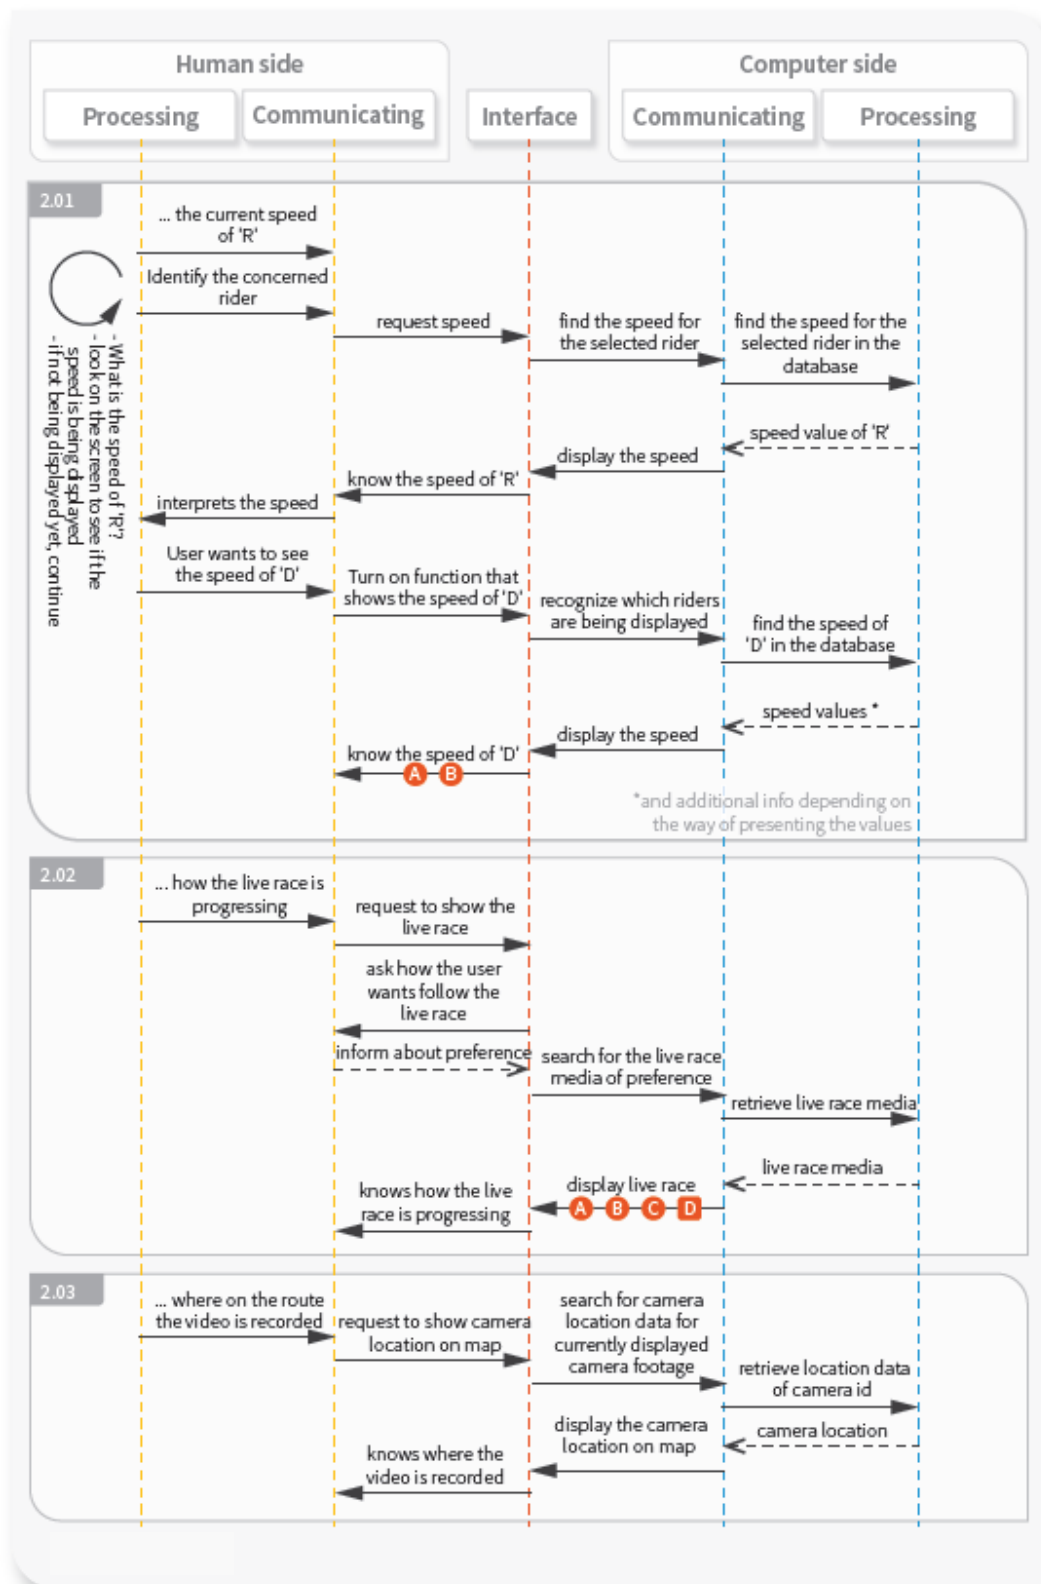 Human side
Computer side
Processing
Communicating
Interface
Communicating
Processing
2.01
... the current speed
of 'R'
Identify the concerned
rider
request speed
find the speed for
the selected rider
find the speed for the
selected rider in the
database
- What is the speed of 'R'?
- look on the screen to see if the
speed is being displayed
- if not being displayed yet, continue
speed value of 'R'
display the speed
know the speed of 'R'
interprets the speed
User wants to see
the speed of 'D'
Turn on function that
shows the speed of 'D'
recognize which riders
are being displayed
find the speed of
'D' in the database
speed values *
display the speed
know the speed of 'D'
A B
*and additional info depending on
the way of presenting the values
2.02
... how the live race is
progressing
request to show the
live race
ask how the user
wants follow the
live race
inform about preference
search for the live race
media of preference
retrieve live race media
live race media
display live race
A B C D
knows how the live
race is progressing
2.03
... where on the route
the video is recorded
request to show camera
location on map
search for camera
location data for
currently displayed
camera footage
retrieve location data
of camera id
camera location
display the camera
location on map
knows where the
video is recorded